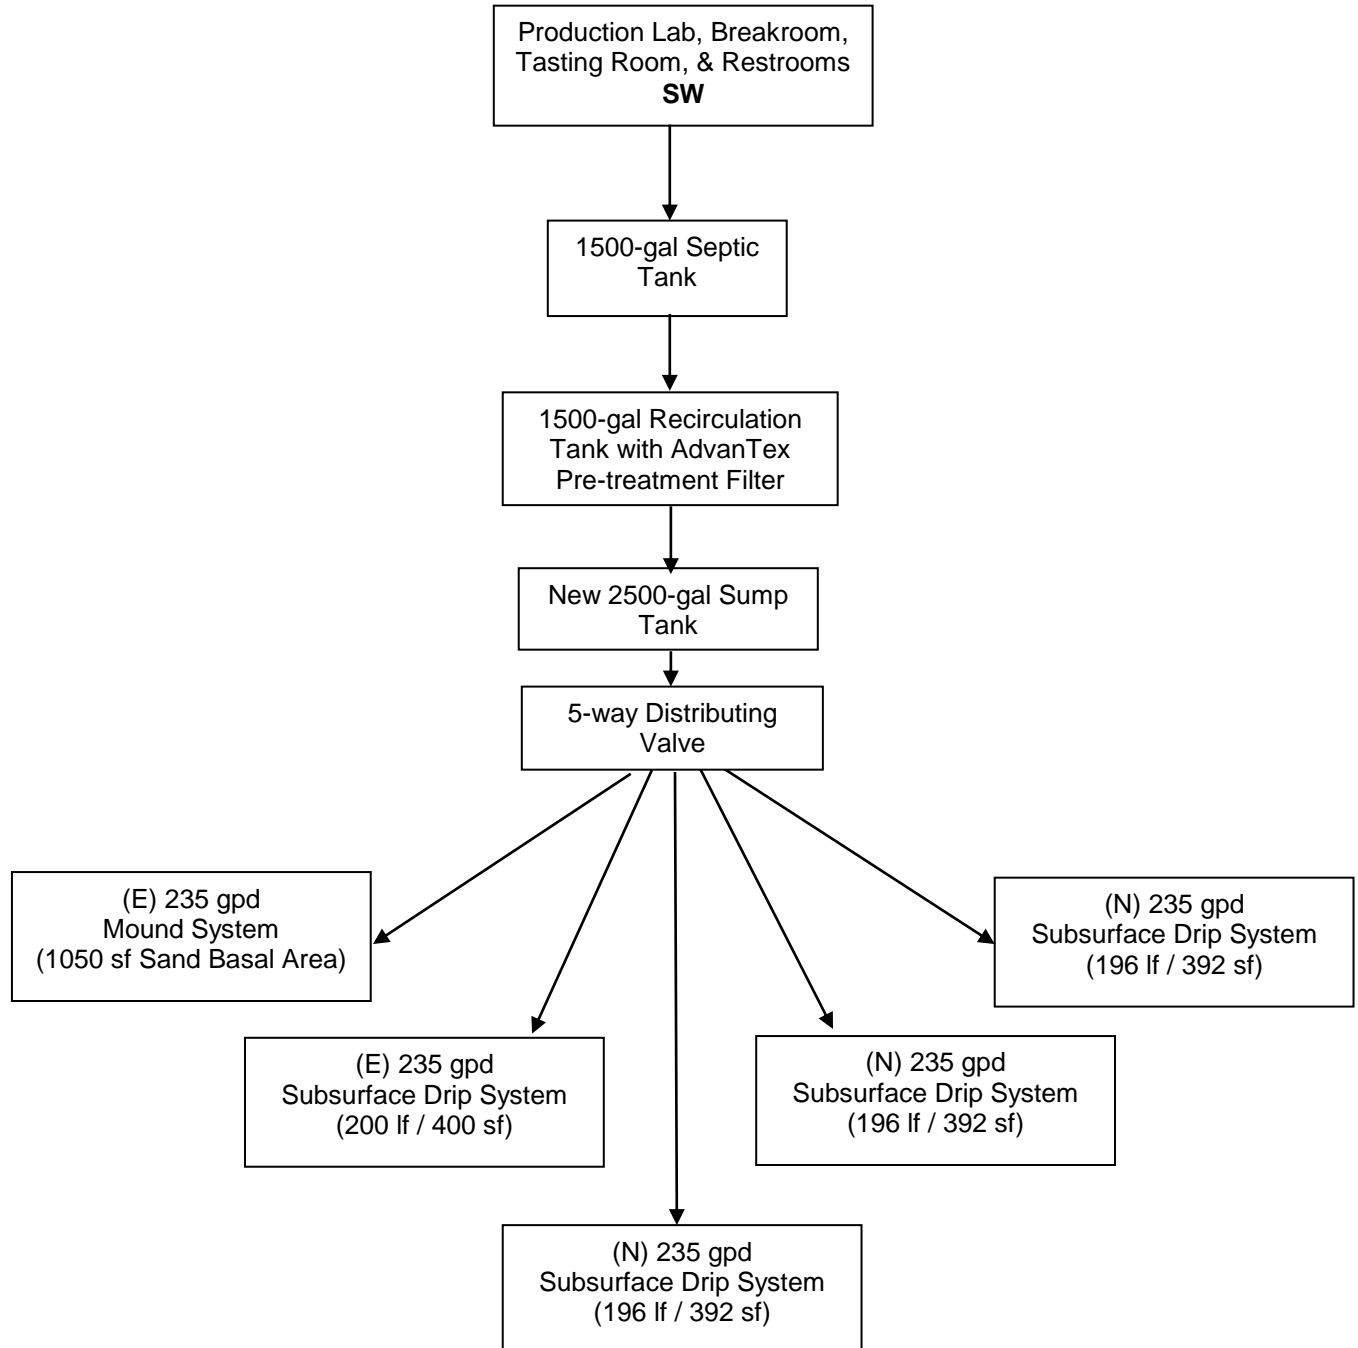 Production Lab, Breakroom,
Tasting Room, & Restrooms
SW
1500-gal Septic
Tank
1500-gal Recirculation
Tank with AdvanTex
Pre-treatment Filter
New 2500-gal Sump
Tank
5-way Distributing
Valve
(E) 235 gpd
Mound System
(1050 sf Sand Basal Area)
(E) 235 gpd
Subsurface Drip System
(200 lf / 400 sf)
(N) 235 gpd
Subsurface Drip System
(196 lf / 392 sf)
(N) 235 gpd
Subsurface Drip System
(196 lf / 392 sf)
(N) 235 gpd
Subsurface Drip System
(196 lf / 392 sf)